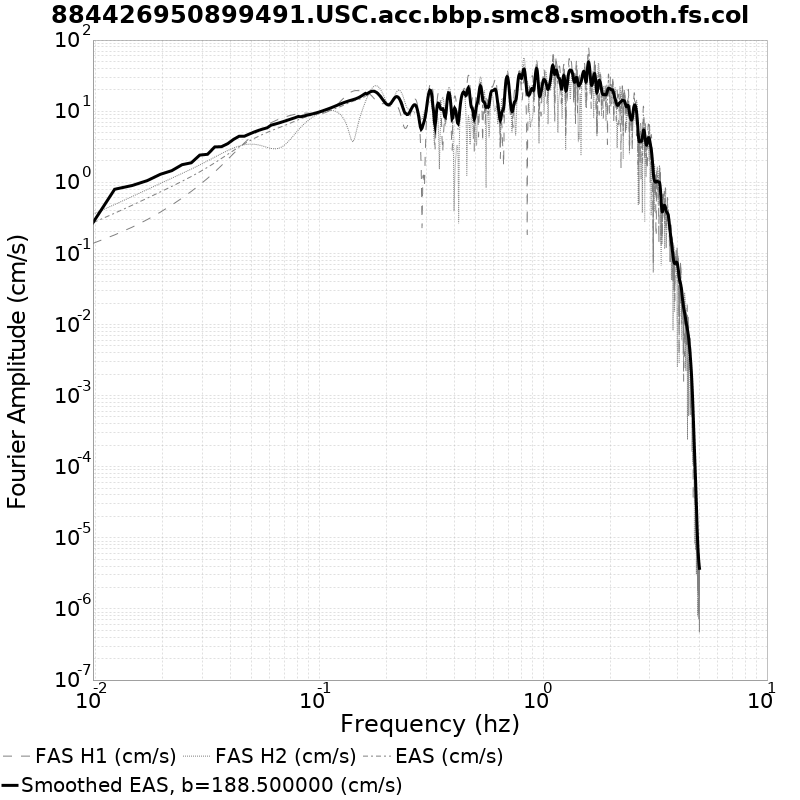 884426950899491.USC.acc.bbp.smc8.smooth.fs.col
Fourier Amplitude (cm/s)
10^2
10^1
10^0
10^-1
10^-2
10^-3
10^-4
10^-5
10^-6
10^-7
10^-2 10^-1 10^0 10^1
Frequency (hz)
FAS H1 (cm/s) FAS H2 (cm/s) EAS (cm/s)
Smoothed EAS, b=188.500000 (cm/s)